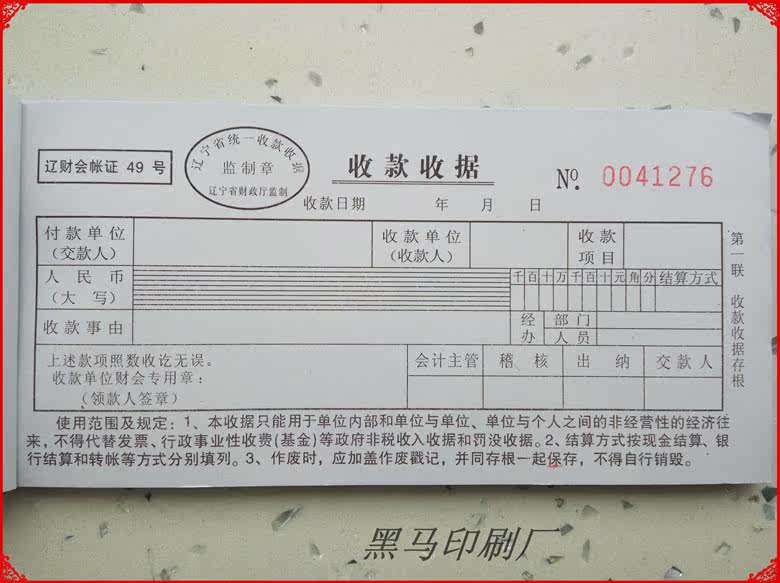 辽财会帐证 49 号
辽宁省统一收款收据
监制章
辽宁省财政厅监制
收款收据
No. 0041276
收款日期 年 月 日
付款单位
(交款人)
收款单位
(收款人)
收款
项目
人民币
(大写)
千百十万千百十元角分 结算方式
收款事由
经办
部门
人员
上述款项照数收讫无误。
收款单位财会专用章：
(领款人签章)
会计主管 稽核 出纳 交款人
第一联 收款收据存根
使用范围及规定：1、本收据只能用于单位内部和单位与单位、单位与个人之间的非经营性的经济往
来，不得代替发票、行政事业性收费(基金)等政府非税收入收据和罚没收据。2、结算方式按现金结算、银
行结算和转帐等方式分别填列。3、作废时，应加盖作废戳记，并同存根一起保存，不得自行销毁。
黑马印刷厂